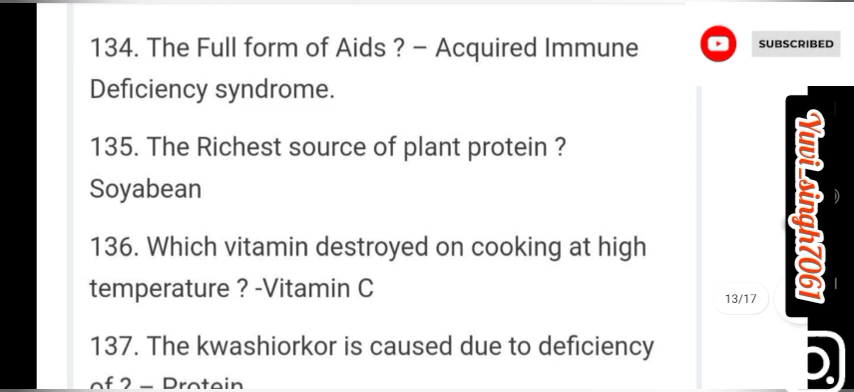 134. The Full form of Aids ? – Acquired Immune
Deficiency syndrome.
135. The Richest source of plant protein ?
Soyabean
136. Which vitamin destroyed on cooking at high
temperature ? -Vitamin C
137. The kwashiorkor is caused due to deficiency
of ? – Protein
SUBSCRIBED
Yuvi_singh7061
13/17